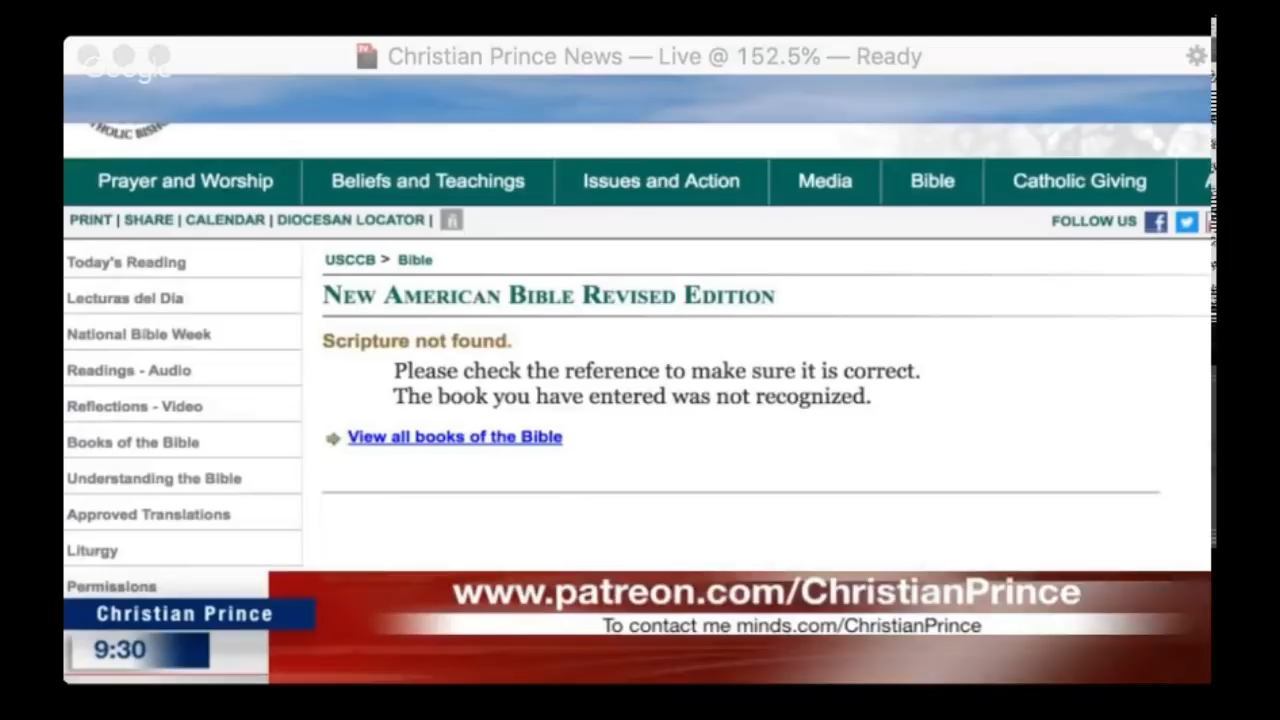 Christian Prince News — Live @ 152.5% — Ready
Google
HOLIC BISH
Prayer and Worship
Beliefs and Teachings
Issues and Action
Media
Bible
Catholic Giving
PRINT | SHARE | CALENDAR | DIOCESAN LOCATOR |
FOLLOW US
Today's Reading
Lecturas del Día
National Bible Week
Readings - Audio
Reflections - Video
Books of the Bible
Understanding the Bible
Approved Translations
Liturgy
Permissions
USCCB > Bible
NEW AMERICAN BIBLE REVISED EDITION
Scripture not found.
Please check the reference to make sure it is correct.
The book you have entered was not recognized.
View all books of the Bible
www.patreon.com/ChristianPrince
To contact me minds.com/ChristianPrince
Christian Prince
9:30